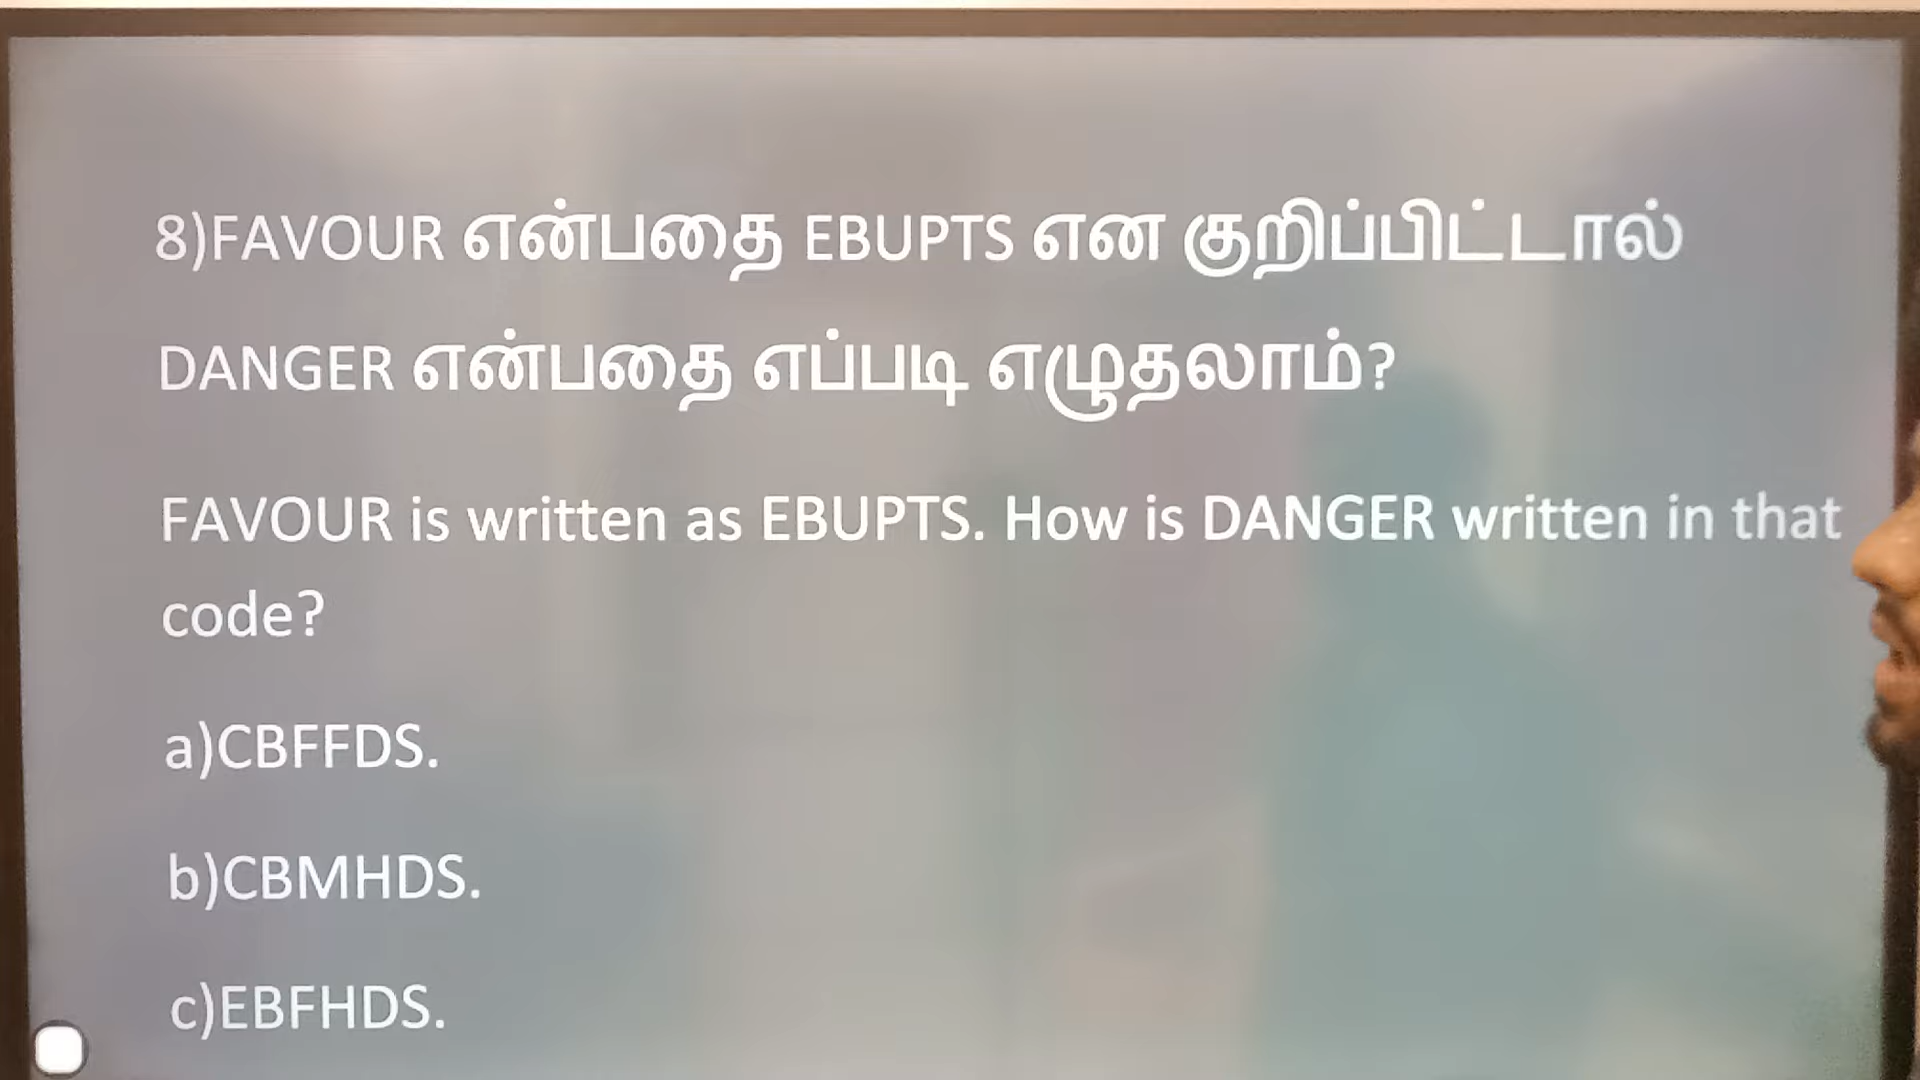 8)FAVOUR என்பதை EBUPTS என குறிப்பிட்டால்
DANGER என்பதை எப்படி எழுதலாம்?
FAVOUR is written as EBUPTS. How is DANGER written in that
code?
a)CBFFDS.
b)CBMHDS.
c)EBFHDS.